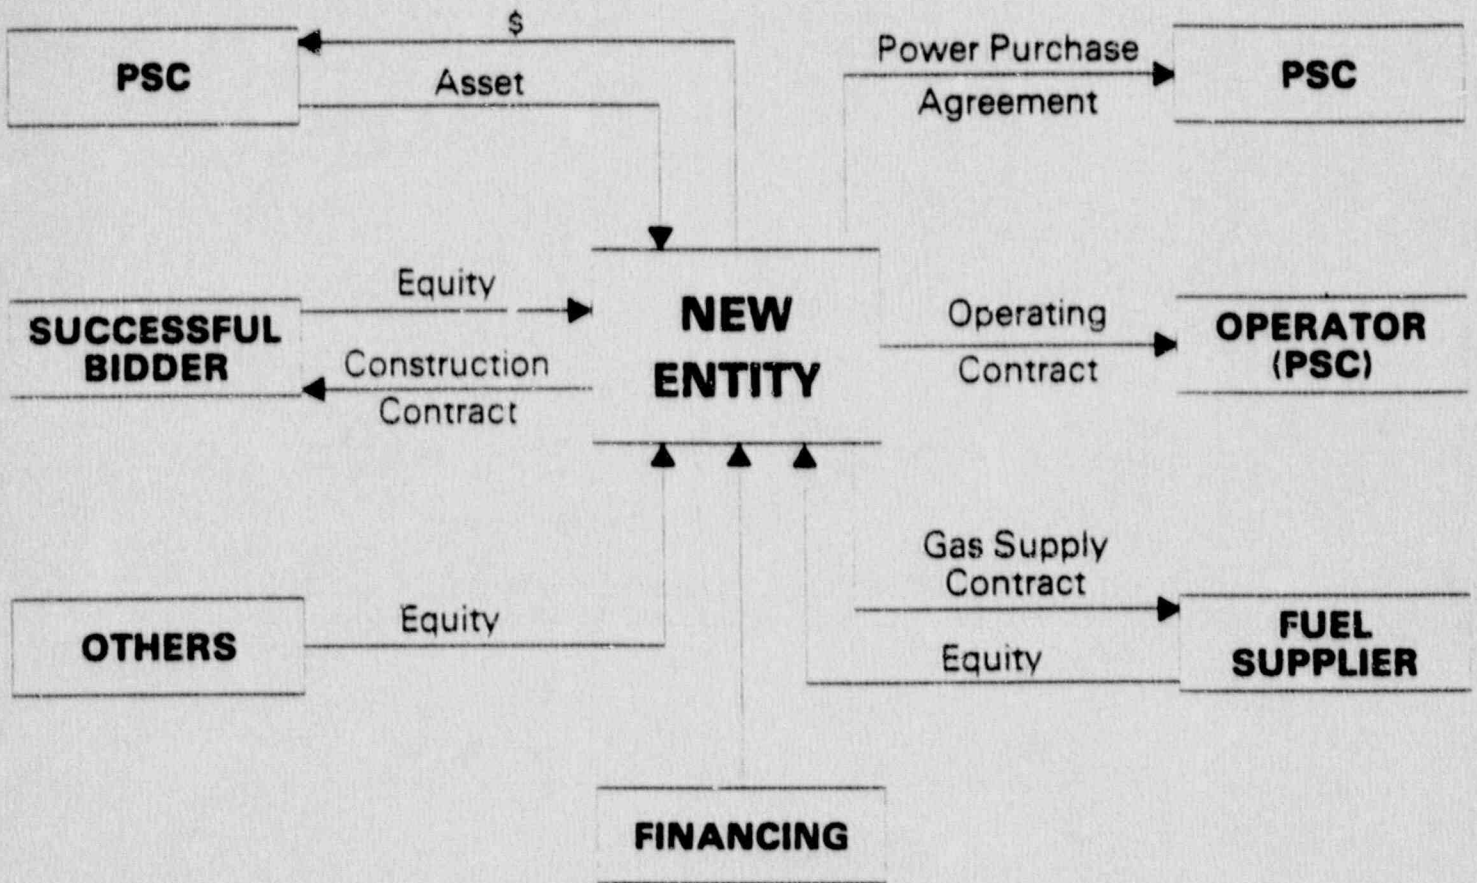 $
PSC
Asset
Power Purchase
Agreement
PSC
Equity
SUCCESSFUL
BIDDER
Construction
Contract
NEW
ENTITY
Operating
Contract
OPERATOR
(PSC)
OTHERS
Equity
Gas Supply
Contract
Equity
FUEL
SUPPLIER
FINANCING